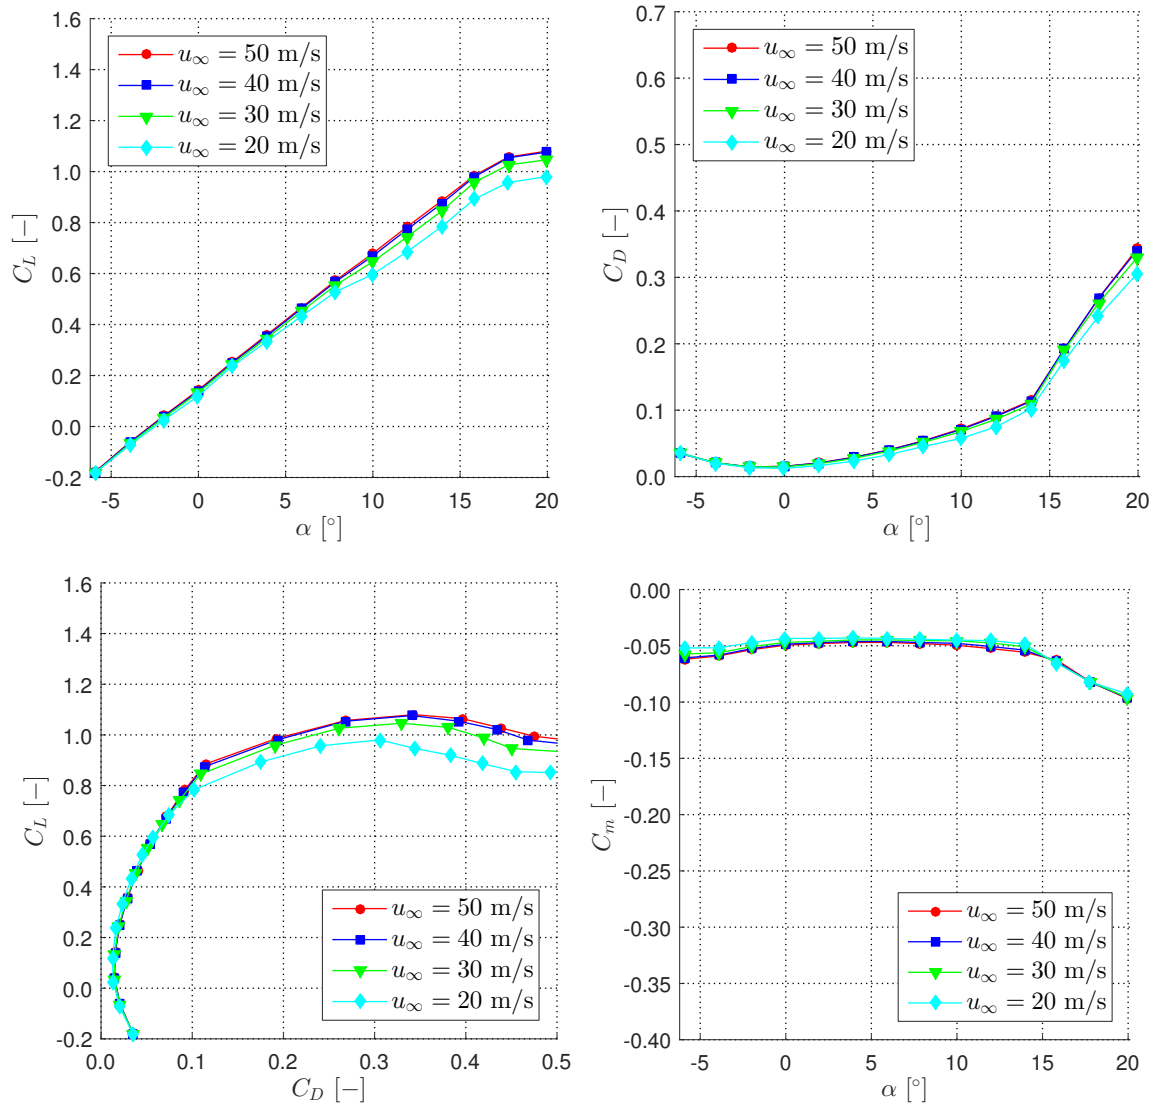 1.6
1.4
1.2
1.0
0.8
0.6
0.4
0.2
0.0
-0.2
C_L [−]
-5 0 5 10 15 20
α [°]
u∞ = 50 m/s
u∞ = 40 m/s
u∞ = 30 m/s
u∞ = 20 m/s
0.7
0.6
0.5
0.4
0.3
0.2
0.1
0.0
C_D [−]
-5 0 5 10 15 20
α [°]
u∞ = 50 m/s
u∞ = 40 m/s
u∞ = 30 m/s
u∞ = 20 m/s
1.6
1.4
1.2
1.0
0.8
0.6
0.4
0.2
0.0
-0.2
C_L [−]
0.0 0.1 0.2 0.3 0.4 0.5
C_D [−]
u∞ = 50 m/s
u∞ = 40 m/s
u∞ = 30 m/s
u∞ = 20 m/s
0.00
-0.05
-0.10
-0.15
-0.20
-0.25
-0.30
-0.35
-0.40
C_m [−]
-5 0 5 10 15 20
α [°]
u∞ = 50 m/s
u∞ = 40 m/s
u∞ = 30 m/s
u∞ = 20 m/s